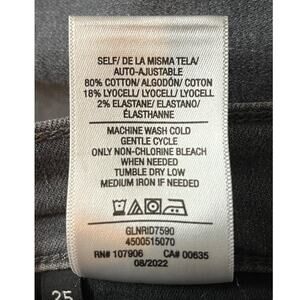 SELF/ DE LA MISMA TELA/
AUTO-AJUSTABLE
80% COTTON/ ALGODÓN/ COTON
18% LYOCELL/ LYOCELL/ LYOCELL
2% ELASTANE/ ELASTANO/
ÉLASTHANNE
MACHINE WASH COLD
GENTLE CYCLE
ONLY NON-CHLORINE BLEACH
WHEN NEEDED
TUMBLE DRY LOW
MEDIUM IRON IF NEEDED
GLNRID7590
4500515070
RN# 107906 CA# 00635
08/2022
25